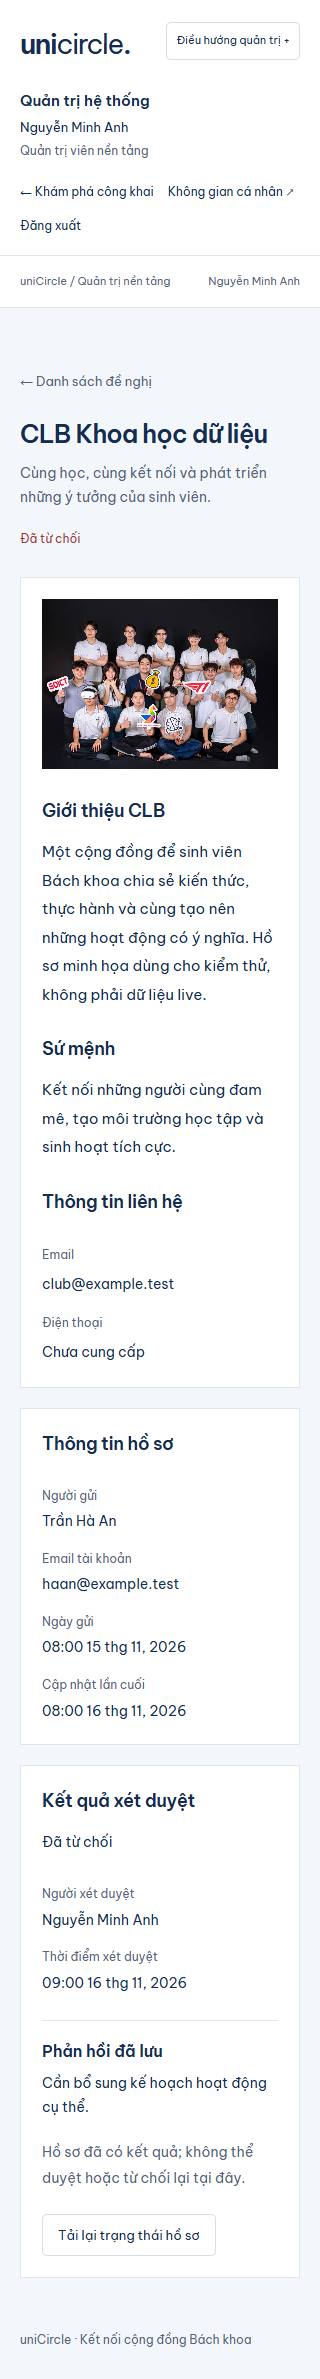 unicircle.
Điều hướng quản trị +
Quản trị hệ thống
Nguyễn Minh Anh
Quản trị viên nền tảng
← Khám phá công khai Không gian cá nhân ↗
Đăng xuất
uniCircle / Quản trị nền tảng Nguyễn Minh Anh
← Danh sách đề nghị
CLB Khoa học dữ liệu
Cùng học, cùng kết nối và phát triển
những ý tưởng của sinh viên.
Đã từ chối
SOICT
Giới thiệu CLB
Một cộng đồng để sinh viên
Bách khoa chia sẻ kiến thức,
thực hành và cùng tạo nên
những hoạt động có ý nghĩa. Hồ
sơ minh họa dùng cho kiểm thử,
không phải dữ liệu live.
Sứ mệnh
Kết nối những người cùng đam
mê, tạo môi trường học tập và
sinh hoạt tích cực.
Thông tin liên hệ
Email
club@example.test
Điện thoại
Chưa cung cấp
Thông tin hồ sơ
Người gửi
Trần Hà An
Email tài khoản
haan@example.test
Ngày gửi
08:00 15 thg 11, 2026
Cập nhật lần cuối
08:00 16 thg 11, 2026
Kết quả xét duyệt
Đã từ chối
Người xét duyệt
Nguyễn Minh Anh
Thời điểm xét duyệt
09:00 16 thg 11, 2026
Phản hồi đã lưu
Cần bổ sung kế hoạch hoạt động
cụ thể.
Hồ sơ đã có kết quả; không thể
duyệt hoặc từ chối lại tại đây.
Tải lại trạng thái hồ sơ
uniCircle · Kết nối cộng đồng Bách khoa